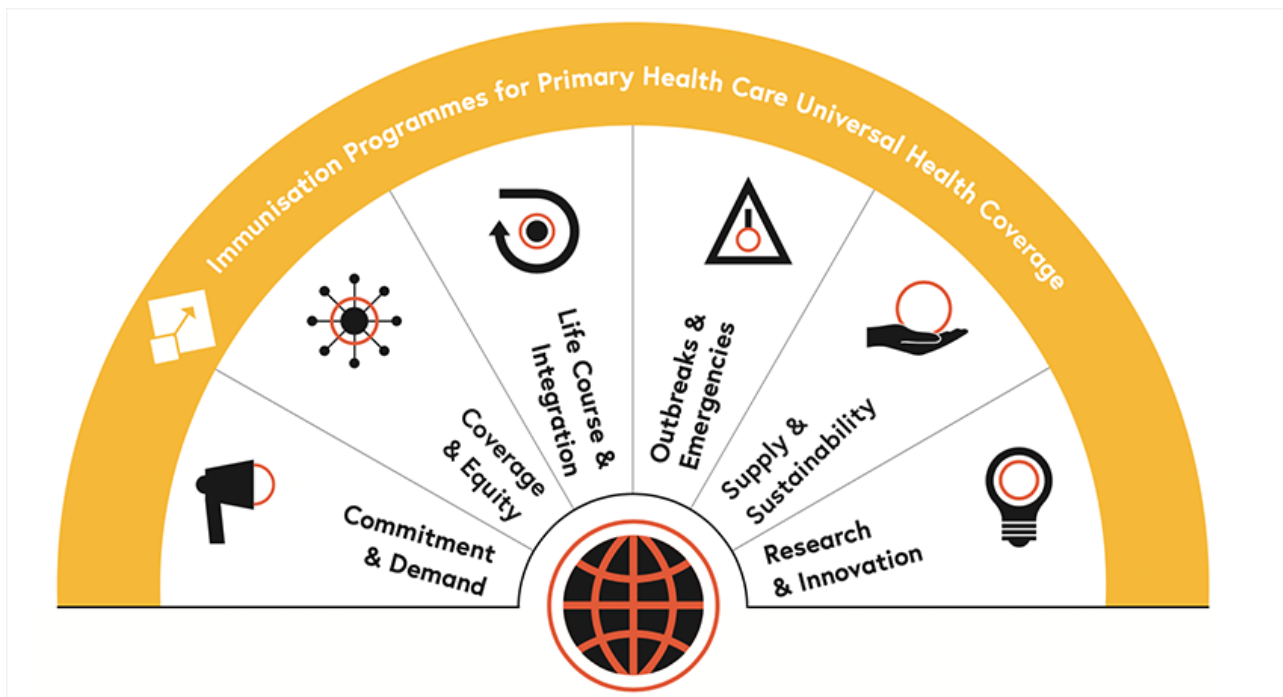 Immunisation Programmes for Primary Health Care Universal Health Coverage
Commitment
& Demand
Coverage
& Equity
Life Course &
Integration
Outbreaks &
Emergencies
Supply &
Sustainability
Research
& Innovation